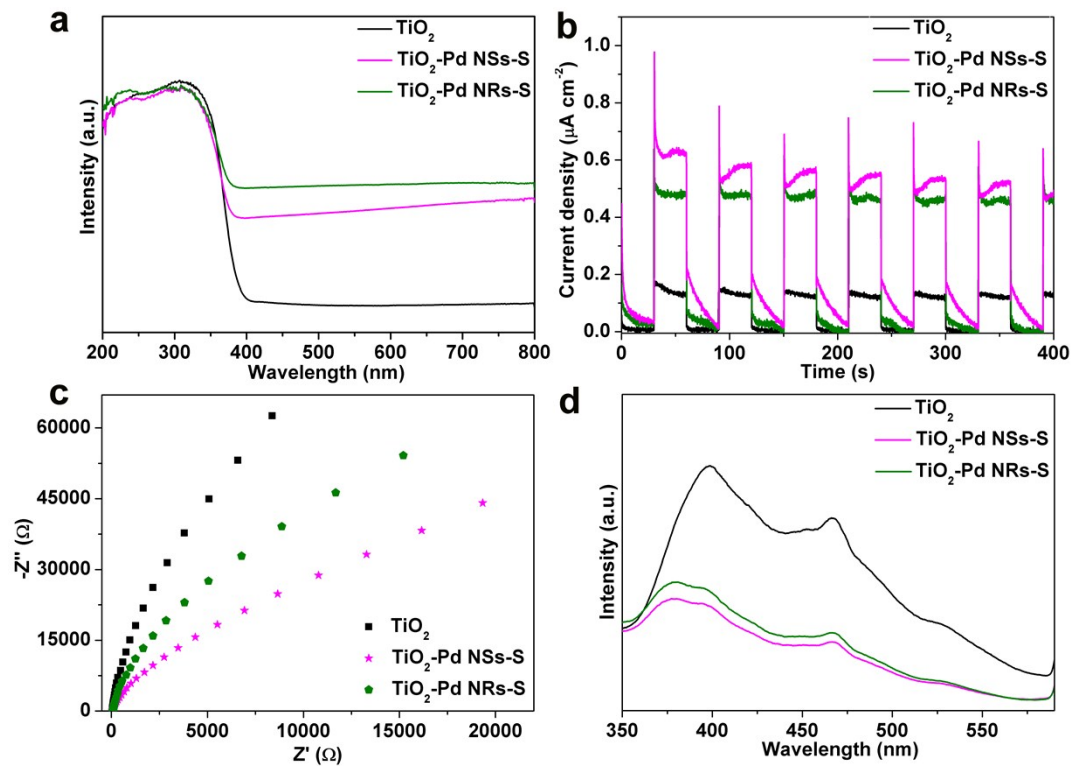 a
TiO2
TiO2-Pd NSs-S
TiO2-Pd NRs-S
Intensity (a.u.)
200 300 400 500 600 700 800
Wavelength (nm)
b
TiO2
TiO2-Pd NSs-S
TiO2-Pd NRs-S
Current density (μA cm-2)
1.0
0.8
0.6
0.4
0.2
0.0
0 100 200 300 400
Time (s)
c
-Z'' (Ω)
60000
45000
30000
15000
0
TiO2
TiO2-Pd NSs-S
TiO2-Pd NRs-S
0 5000 10000 15000 20000
Z' (Ω)
d
TiO2
TiO2-Pd NSs-S
TiO2-Pd NRs-S
Intensity (a.u.)
350 400 450 500 550
Wavelength (nm)